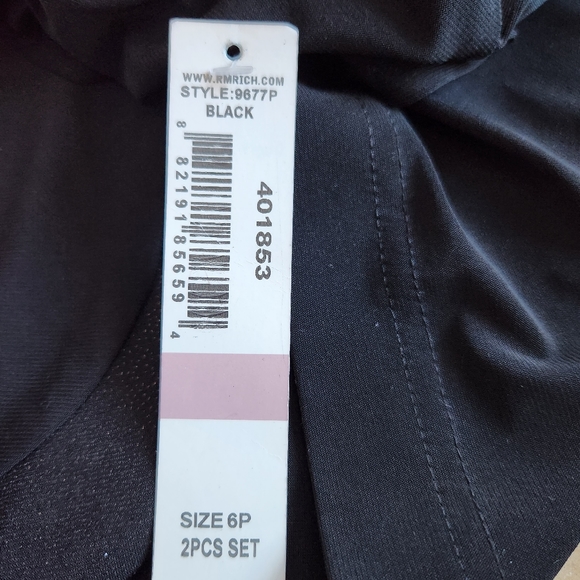 WWW.RMRICH.COM
STYLE:9677P
BLACK
8 82191 85659 4
401853
SIZE 6P
2PCS SET